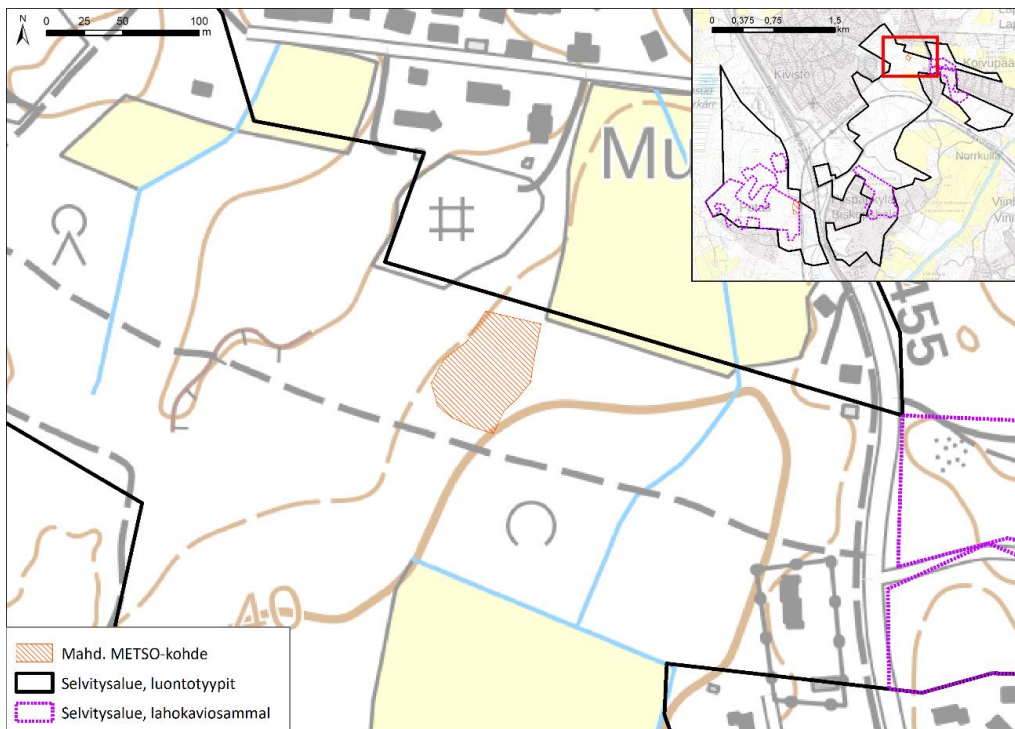 N
0 25 50 100
m
0 0,375 0,75 1,5
km
Kivistö
Koivupää
Norrkulla
Mu
455
40
Mahd. METSO-kohde
Selvitysalue, luontotyypit
Selvitysalue, lahokaviosammal